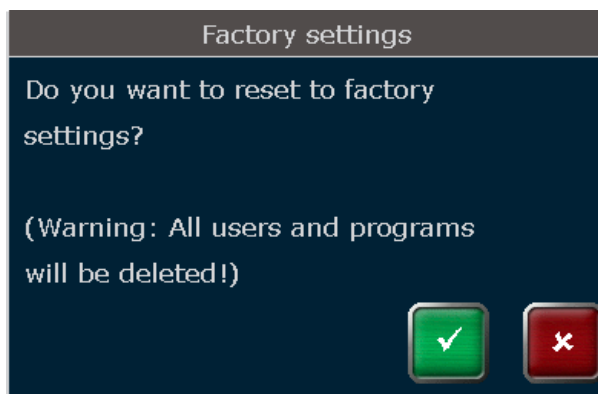 Factory settings
Do you want to reset to factory
settings?
(Warning: All users and programs
will be deleted!)